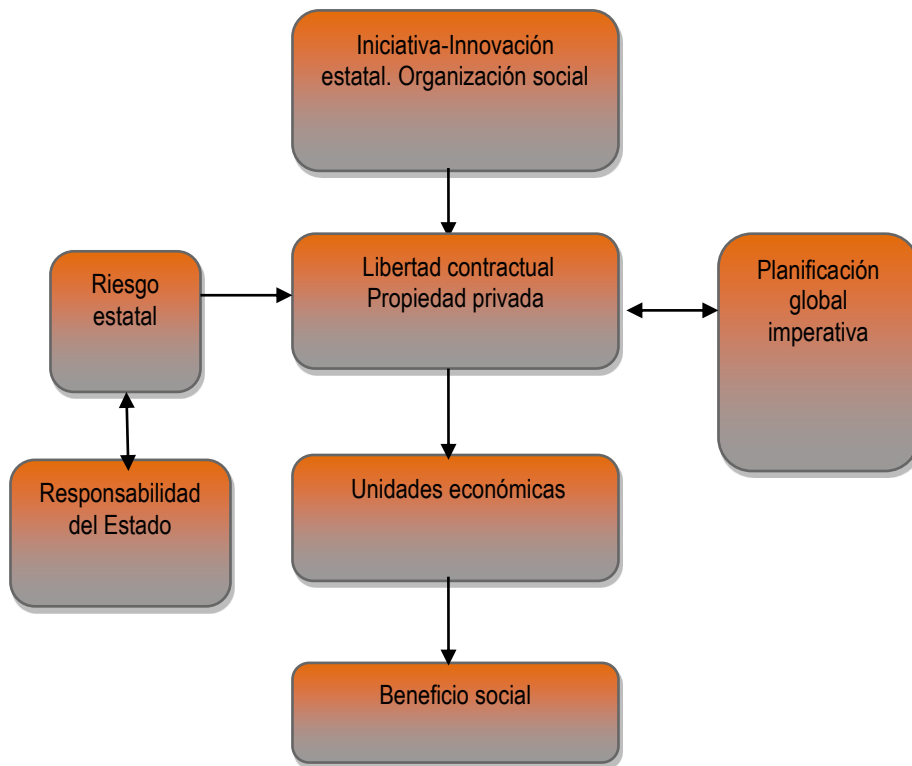 Iniciativa-Innovación
estatal. Organización social
Riesgo
estatal
Libertad contractual
Propiedad privada
Planificación
global
imperativa
Responsabilidad
del Estado
Unidades económicas
Beneficio social